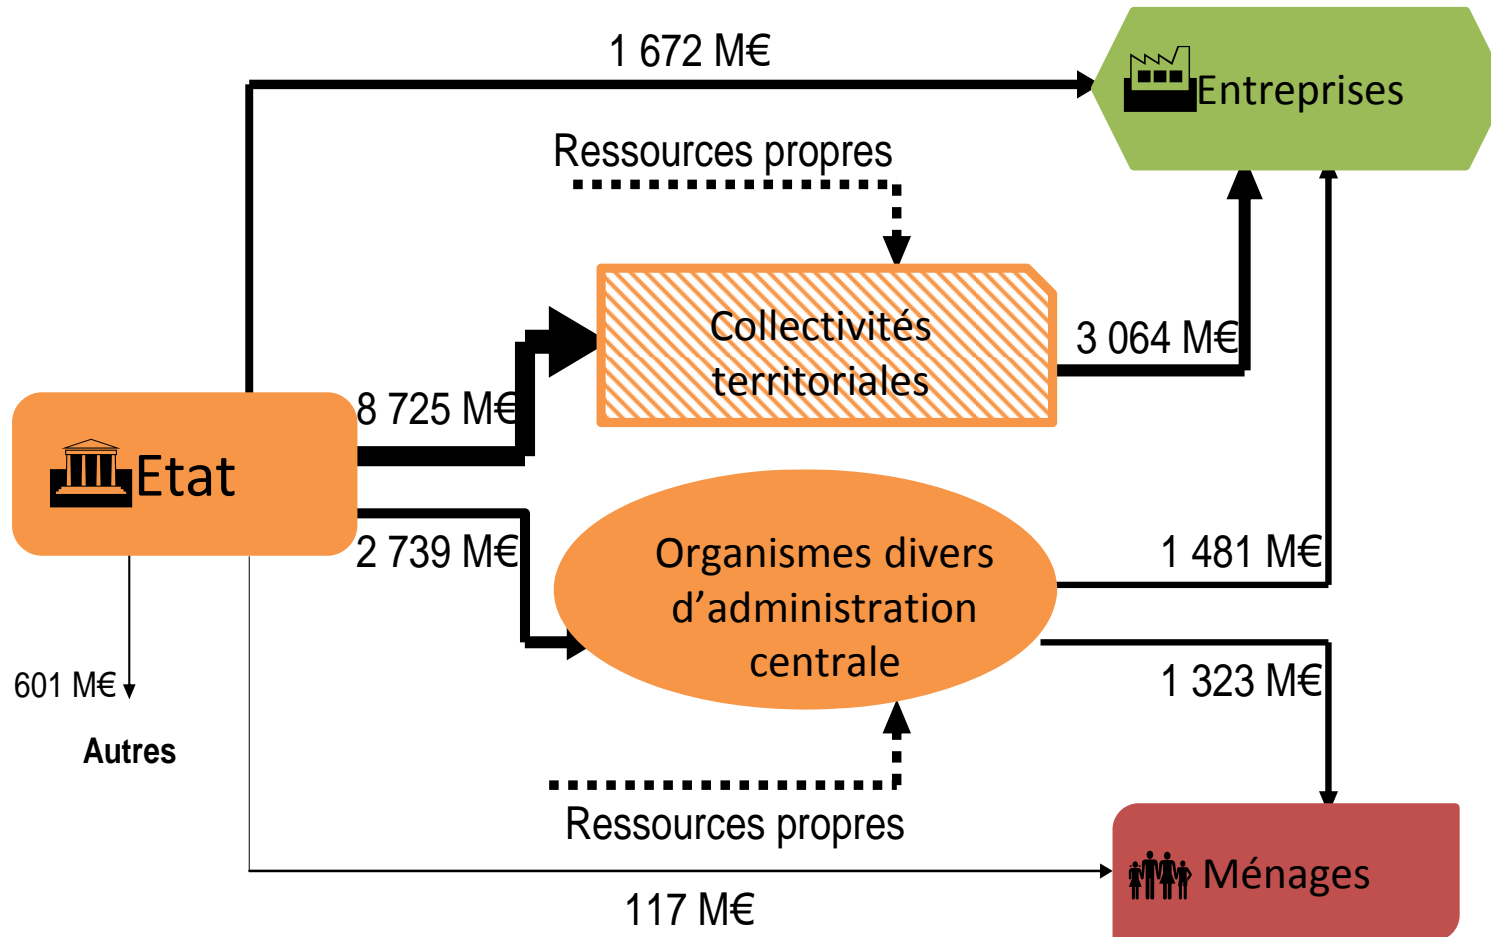 1 672 M€
Entreprises
Ressources propres
Collectivités
territoriales
3 064 M€
8 725 M€
Etat
2 739 M€
Organismes divers
d’administration
centrale
1 481 M€
1 323 M€
601 M€
Autres
Ressources propres
Ménages
117 M€